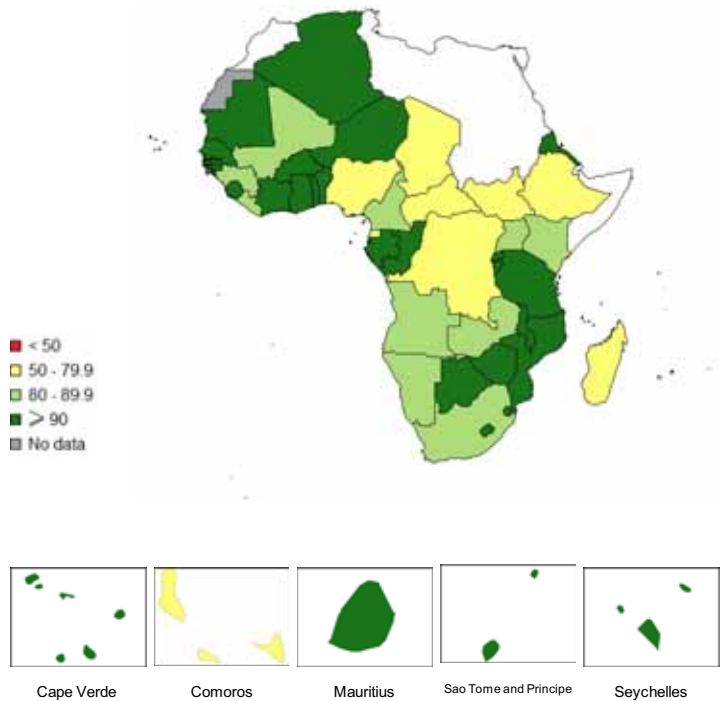 < 50
50 - 79.9
80 - 89.9
⩾ 90
No data
Cape Verde
Comoros
Mauritius
Sao Tome and Principe
Seychelles